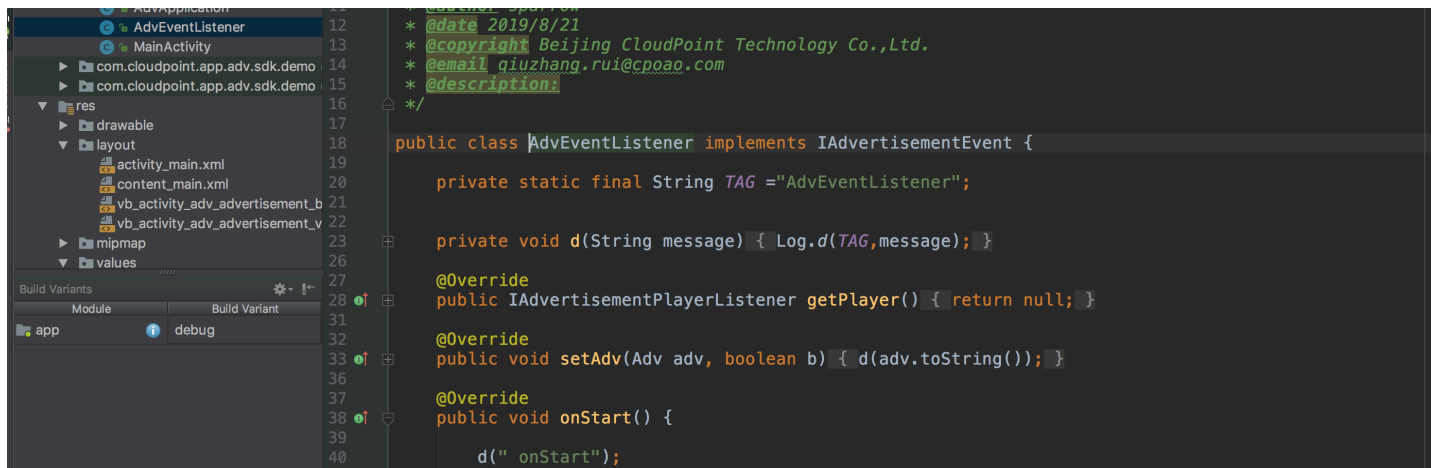 AdvApplication
AdvEventListener
MainActivity
com.cloudpoint.app.adv.sdk.demo
com.cloudpoint.app.adv.sdk.demo
res
drawable
layout
activity_main.xml
content_main.xml
vb_activity_adv_advertisement_b
vb_activity_adv_advertisement_v
mipmap
values
Build Variants
Module Build Variant
app debug
11 * @author sparrow
12 * @date 2019/8/21
13 * @copyright Beijing CloudPoint Technology Co.,Ltd.
14 * @email qiuzhang.rui@cpoao.com
15 * @description:
16 */
17
18 public class AdvEventListener implements IAdvertisementEvent {
19
20 private static final String TAG ="AdvEventListener";
21
22
23 private void d(String message) { Log.d(TAG,message); }
26
27 @Override
28 public IAdvertisementPlayerListener getPlayer() { return null; }
31
32 @Override
33 public void setAdv(Adv adv, boolean b) { d(adv.toString()); }
36
37 @Override
38 public void onStart() {
39
40 d(" onStart");